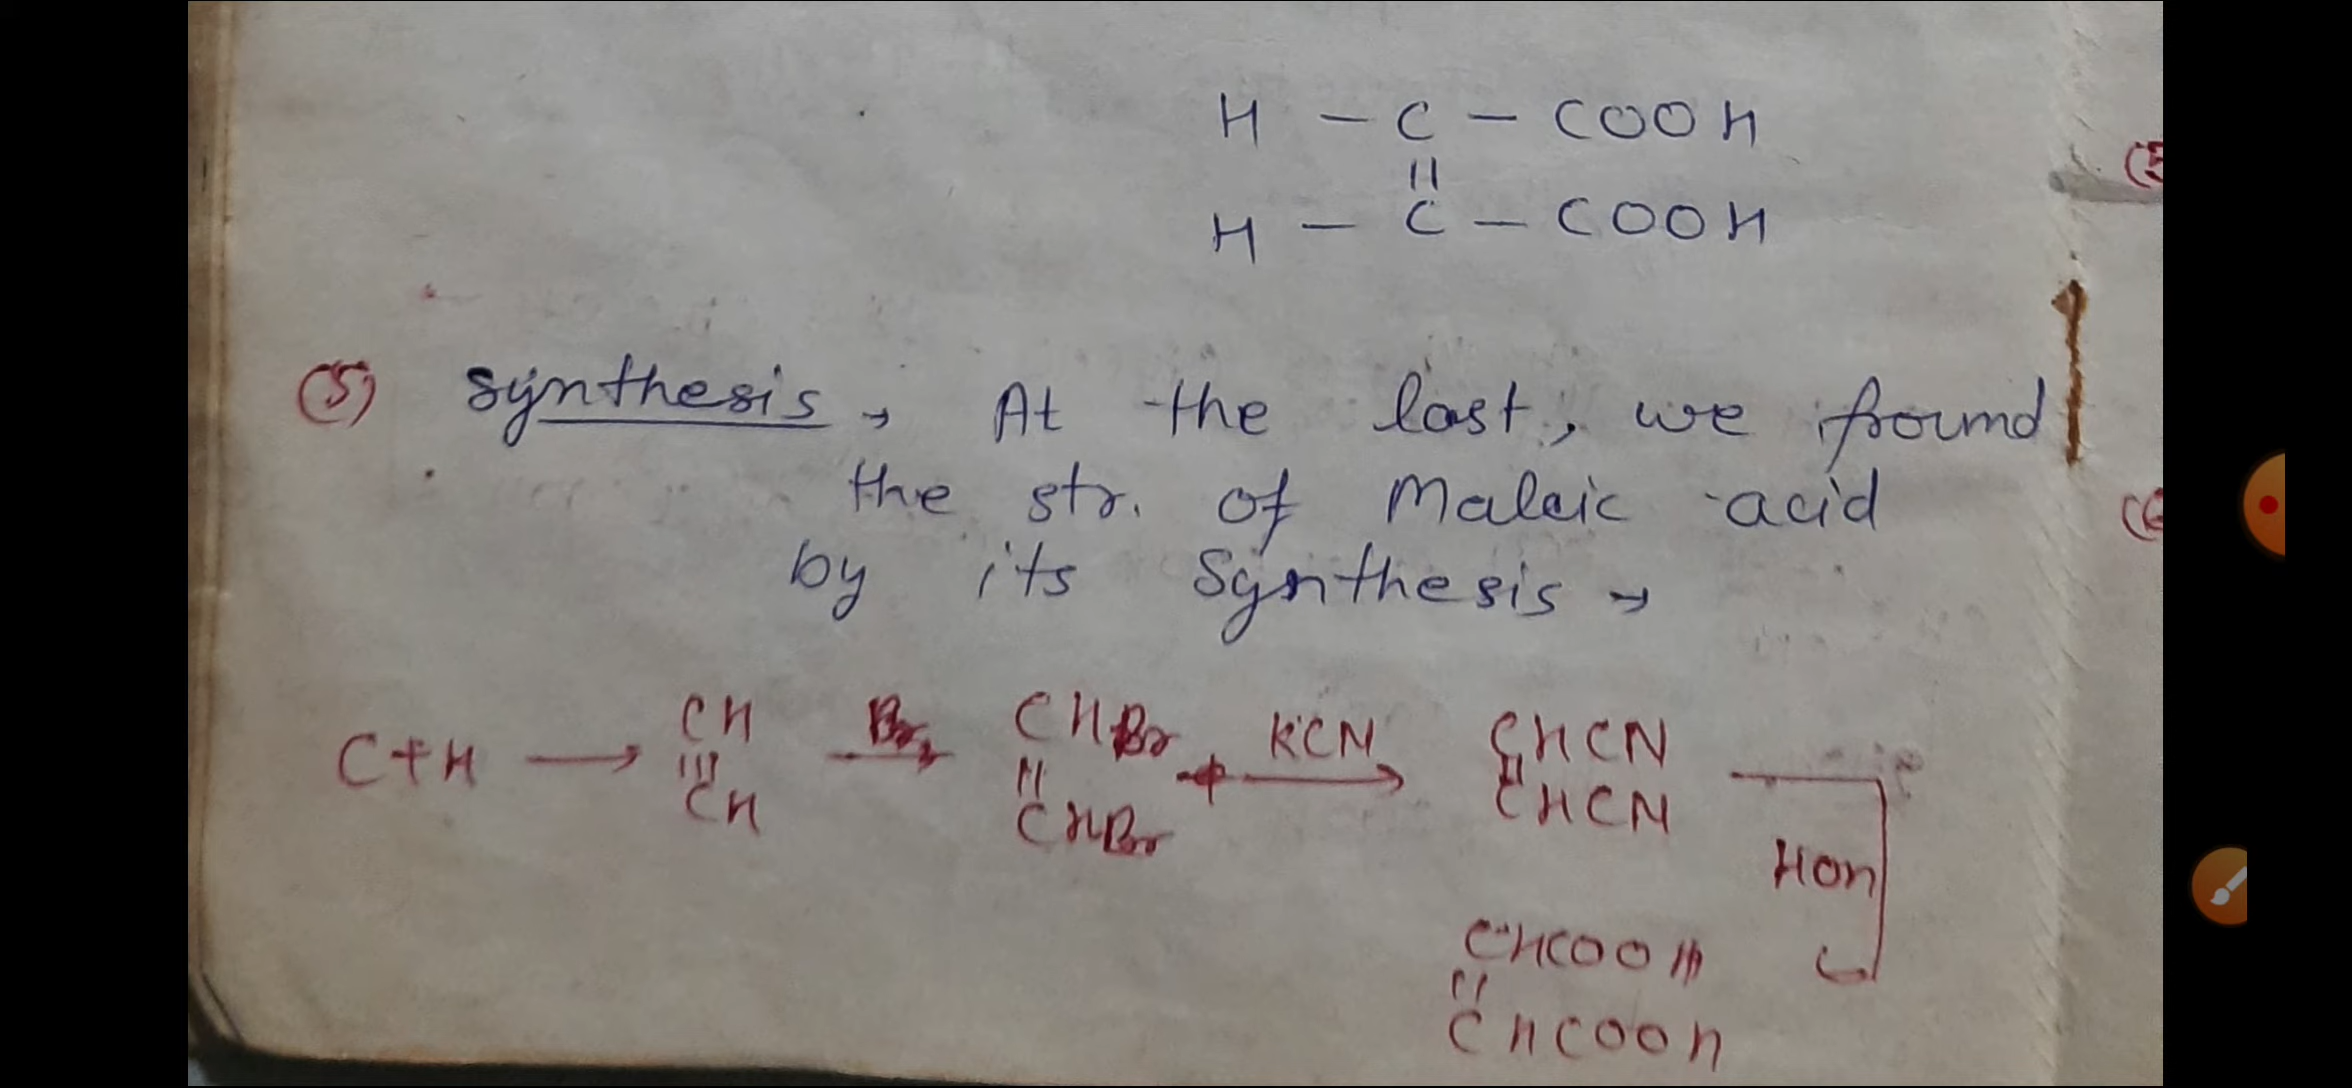 H - C - COOH
||
H - C - COOH
(5) synthesis → At the last, we found
the str. of Maleic acid
by its Synthesis →
C+H → CH ≡ CH Br₂ → CHBr = CHBr KCN → CHCN = CHCN
HOH
CHCOOH
||
CHCOOH